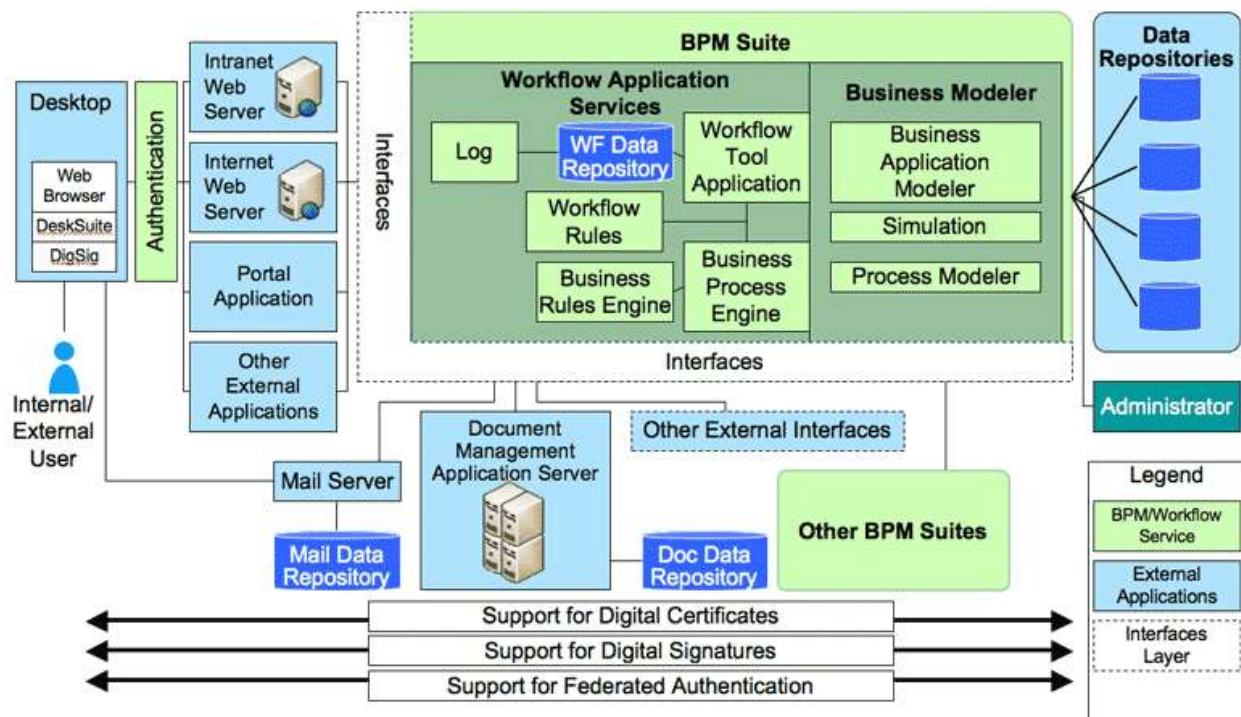 Desktop
Web
Browser
DeskSuite
DigSig
Internal/
External
User
Authentication
Intranet
Web
Server
Internet
Web
Server
Portal
Application
Other
External
Applications
Interfaces
BPM Suite
Workflow Application
Services
Log
WF Data
Repository
Workflow
Tool
Application
Workflow
Rules
Business
Rules Engine
Business
Process
Engine
Business Modeler
Business
Application
Modeler
Simulation
Process Modeler
Interfaces
Data
Repositories
Administrator
Mail Server
Mail Data
Repository
Document
Management
Application Server
Doc Data
Repository
Other External Interfaces
Other BPM Suites
Legend
BPM/Workflow
Service
External
Applications
Interfaces
Layer
Support for Digital Certificates
Support for Digital Signatures
Support for Federated Authentication